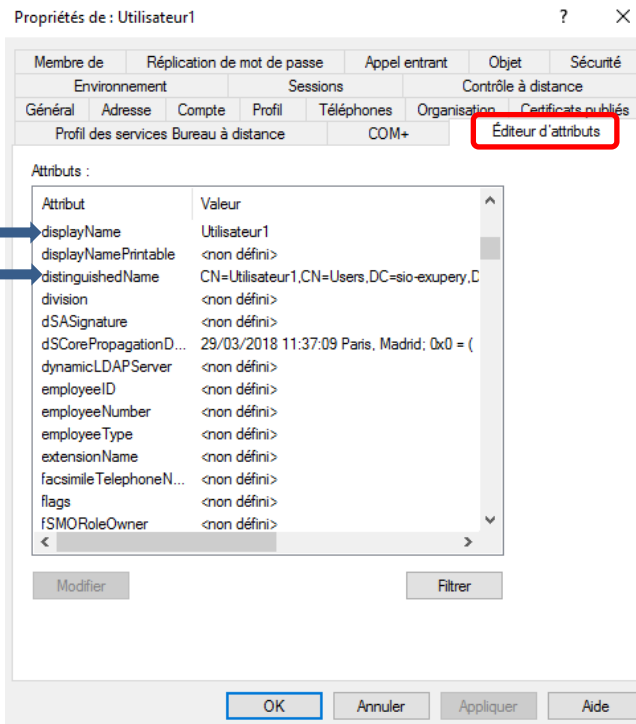 Propriétés de : Utilisateur1 ? ×
Membre de Réplication de mot de passe Appel entrant Objet Sécurité
Environnement Sessions Contrôle à distance
Général Adresse Compte Profil Téléphones Organisation Certificats publiés
Profil des services Bureau à distance COM+ Éditeur d'attributs
Attributs :
Attribut Valeur
displayName Utilisateur1
displayNamePrintable <non défini>
distinguishedName CN=Utilisateur1,CN=Users,DC=sio-exupery,D
division <non défini>
dSASignature <non défini>
dSCorePropagationD... 29/03/2018 11:37:09 Paris, Madrid; 0x0 = (
dynamicLDAPServer <non défini>
employeeID <non défini>
employeeNumber <non défini>
employeeType <non défini>
extensionName <non défini>
facsimileTelephoneN... <non défini>
flags <non défini>
fSMORoleOwner <non défini>
Modifier Filtrer
OK Annuler Appliquer Aide